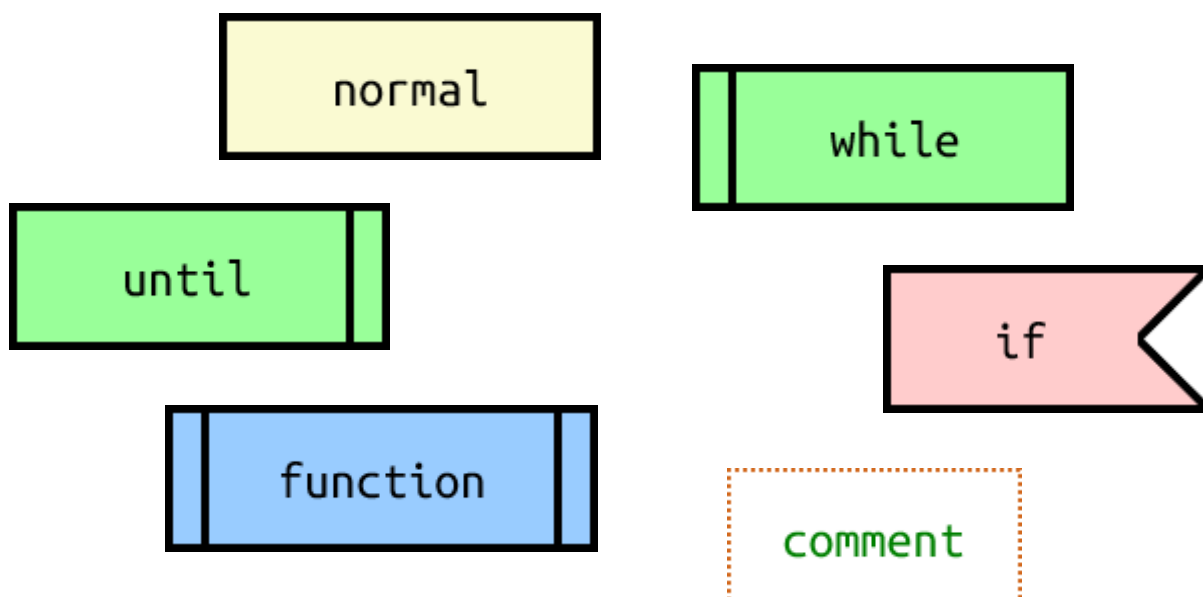 normal
while
until
if
function
comment